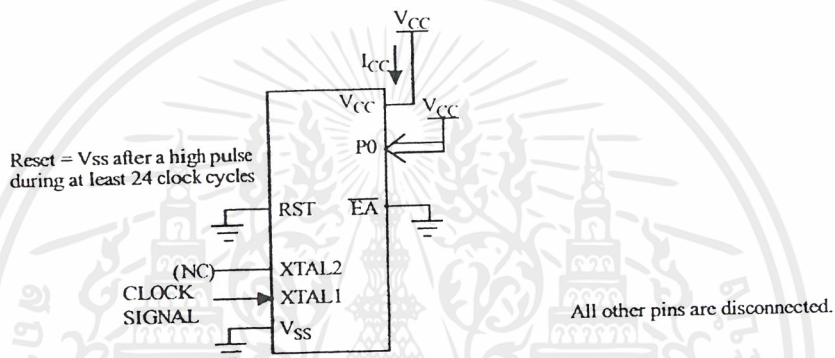 VCC
ICC
VCC
VCC
P0
Reset = Vss after a high pulse
during at least 24 clock cycles
RST
EA
(NC)
XTAL2
CLOCK
SIGNAL
XTAL1
VSS
All other pins are disconnected.